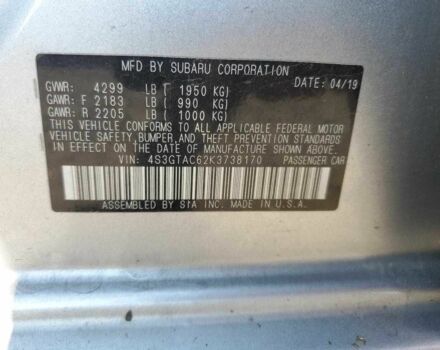 MFD BY SUBARU CORPORATION
GVWR: 4299 LB ( 1950 KG) DATE: 04/19
GAWR: F 2183 LB ( 990 KG)
GAWR: R 2205 LB ( 1000 KG)
THIS VEHICLE CONFORMS TO ALL APPLICABLE FEDERAL MOTOR
VEHICLE SAFETY, BUMPER AND THEFT PREVENTION STANDARDS
IN EFFECT ON THE DATE OF MANUFACTURE SHOWN ABOVE.
VIN: 4S3GTAC62K3738170 PASSENGER CAR
ASSEMBLED BY SIA INC. MADE IN U.S.A.